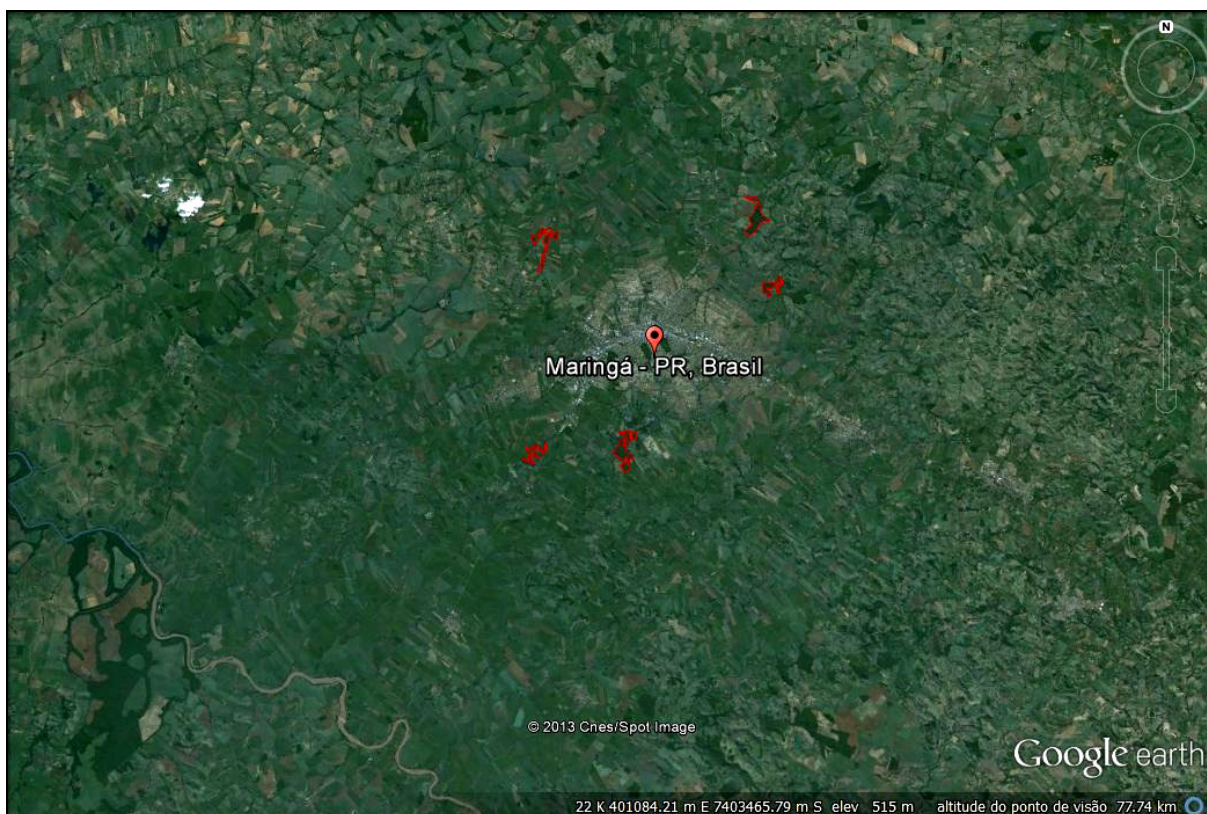 N
Maringá - PR, Brasil
© 2013 Cnes/Spot Image
Google earth
22 K 401084.21 m E 7403465.79 m S elev 515 m altitude do ponto de visão 77.74 km